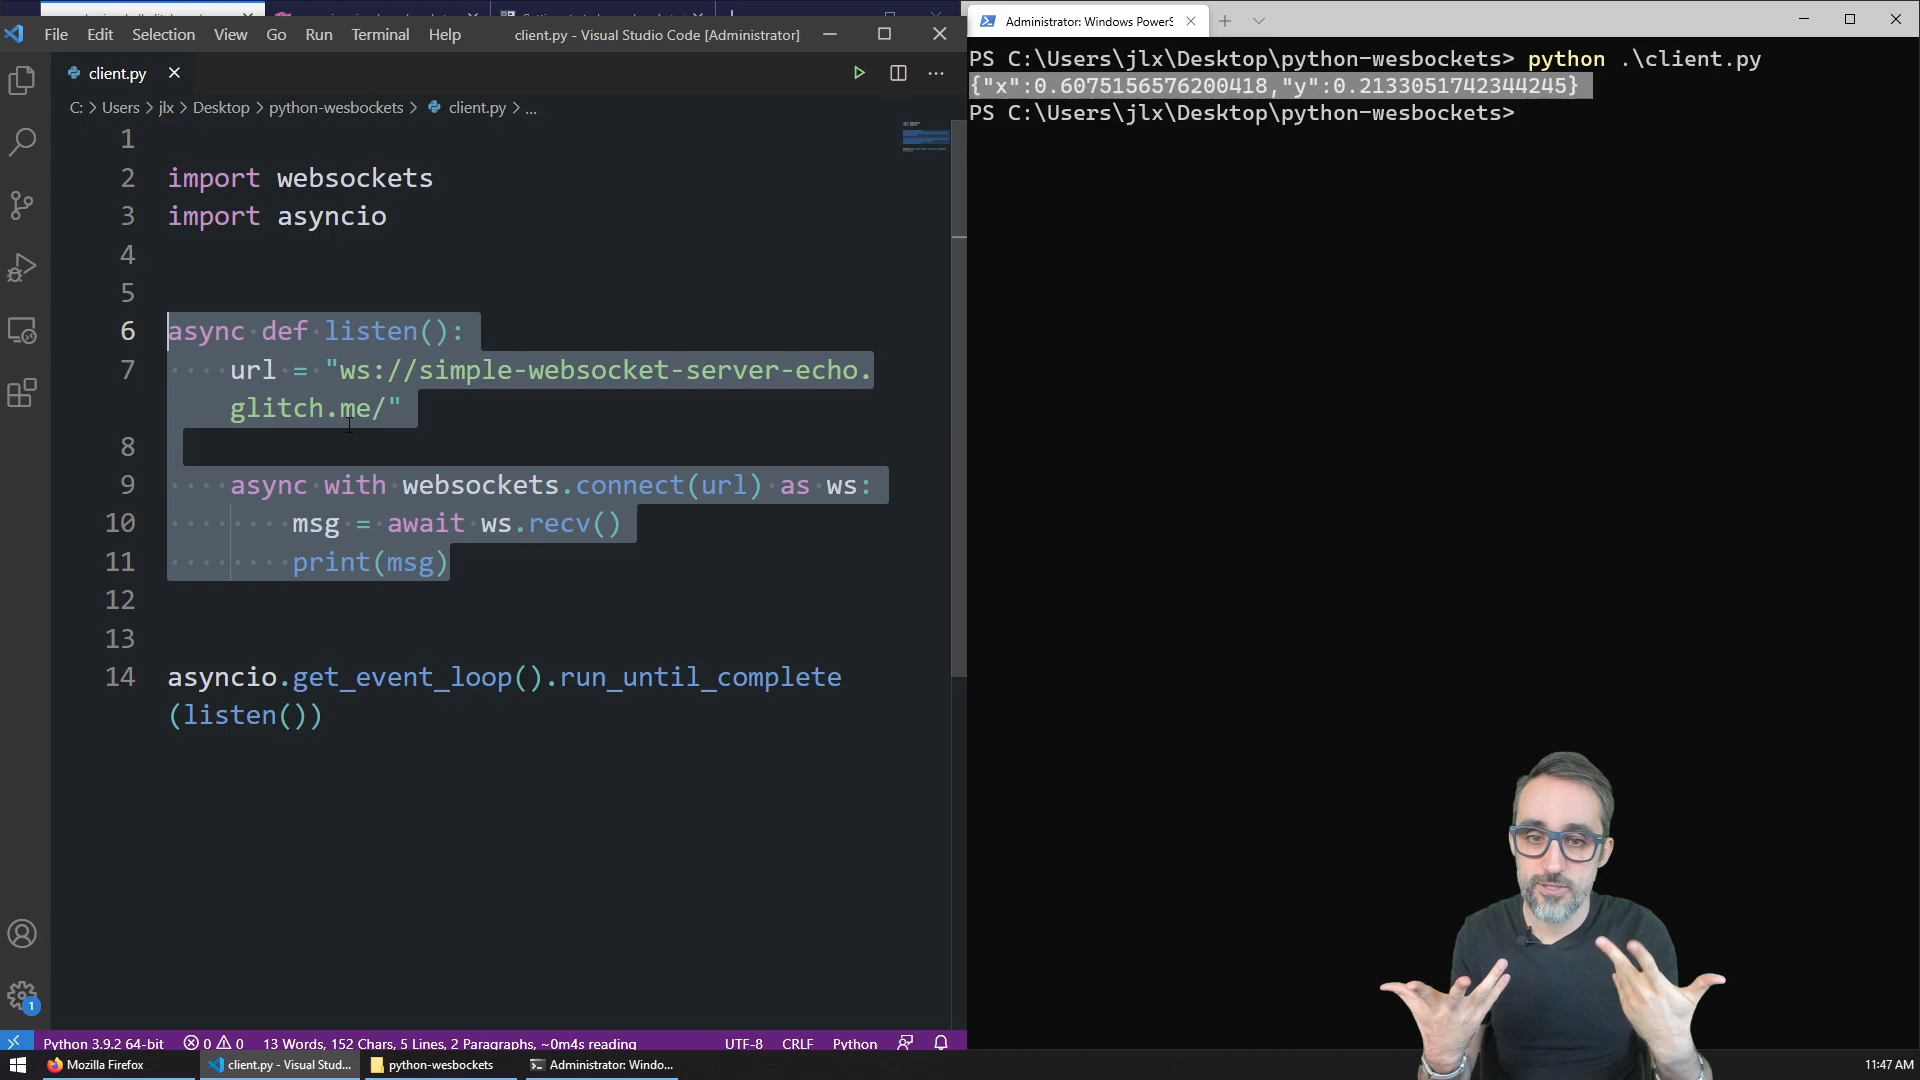 File Edit Selection View Go Run Terminal Help client.py - Visual Studio Code [Administrator]
client.py
C: > Users > jlx > Desktop > python-wesbockets > client.py > ...
1
2 import websockets
3 import asyncio
4
5
6 async def listen():
7 url = "ws://simple-websocket-server-echo.
glitch.me/"
8
9 async with websockets.connect(url) as ws:
10 msg = await ws.recv()
11 print(msg)
12
13
14 asyncio.get_event_loop().run_until_complete
(listen())
1
Python 3.9.2 64-bit 0 0 13 Words, 152 Chars, 5 Lines, 2 Paragraphs, ~0m4s reading UTF-8 CRLF Python
Administrator: Windows PowerS
PS C:\Users\jlx\Desktop\python-wesbockets> python .\client.py
{"x":0.6075156576200418,"y":0.2133051742344245}
PS C:\Users\jlx\Desktop\python-wesbockets>
Mozilla Firefox client.py - Visual Stud... python-wesbockets Administrator: Windo... 11:47 AM